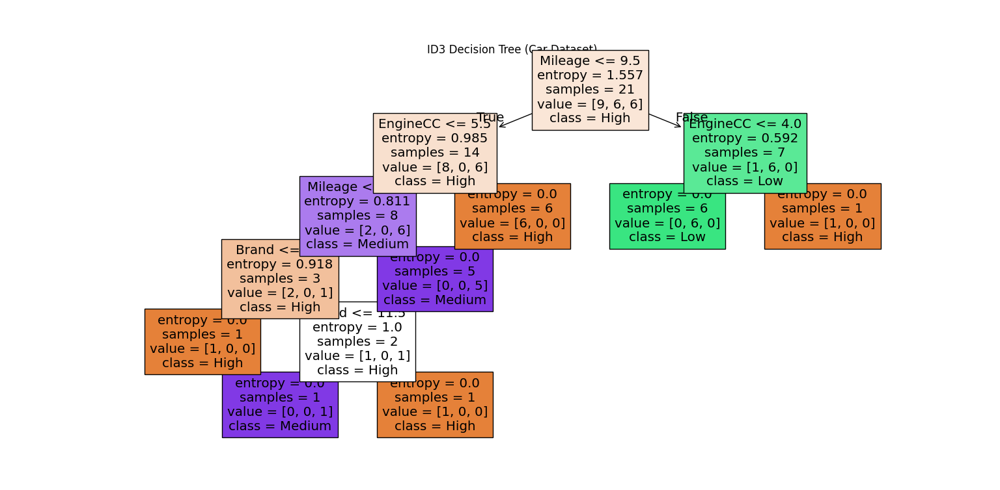 ID3 Decision Tree (Car Dataset)
Mileage <= 9.5
entropy = 1.557
samples = 21
value = [9, 6, 6]
class = High
True
False
EngineCC <= 5.5
entropy = 0.985
samples = 14
value = [8, 0, 6]
class = High
EngineCC <= 4.0
entropy = 0.592
samples = 7
value = [1, 6, 0]
class = Low
Mileage <
entropy = 0.811
samples = 8
value = [2, 0, 6]
class = Medium
entropy = 0.0
samples = 6
value = [6, 0, 0]
class = High
entropy = 0.0
samples = 6
value = [0, 6, 0]
class = Low
entropy = 0.0
samples = 1
value = [1, 0, 0]
class = High
Brand <=
entropy = 0.918
samples = 3
value = [2, 0, 1]
class = High
entropy = 0.0
samples = 5
value = [0, 0, 5]
class = Medium
entropy = 0.0
samples = 1
value = [1, 0, 0]
class = High
<= 11.5
entropy = 1.0
samples = 2
value = [1, 0, 1]
class = High
entropy = 0.0
samples = 1
value = [0, 0, 1]
class = Medium
entropy = 0.0
samples = 1
value = [1, 0, 0]
class = High